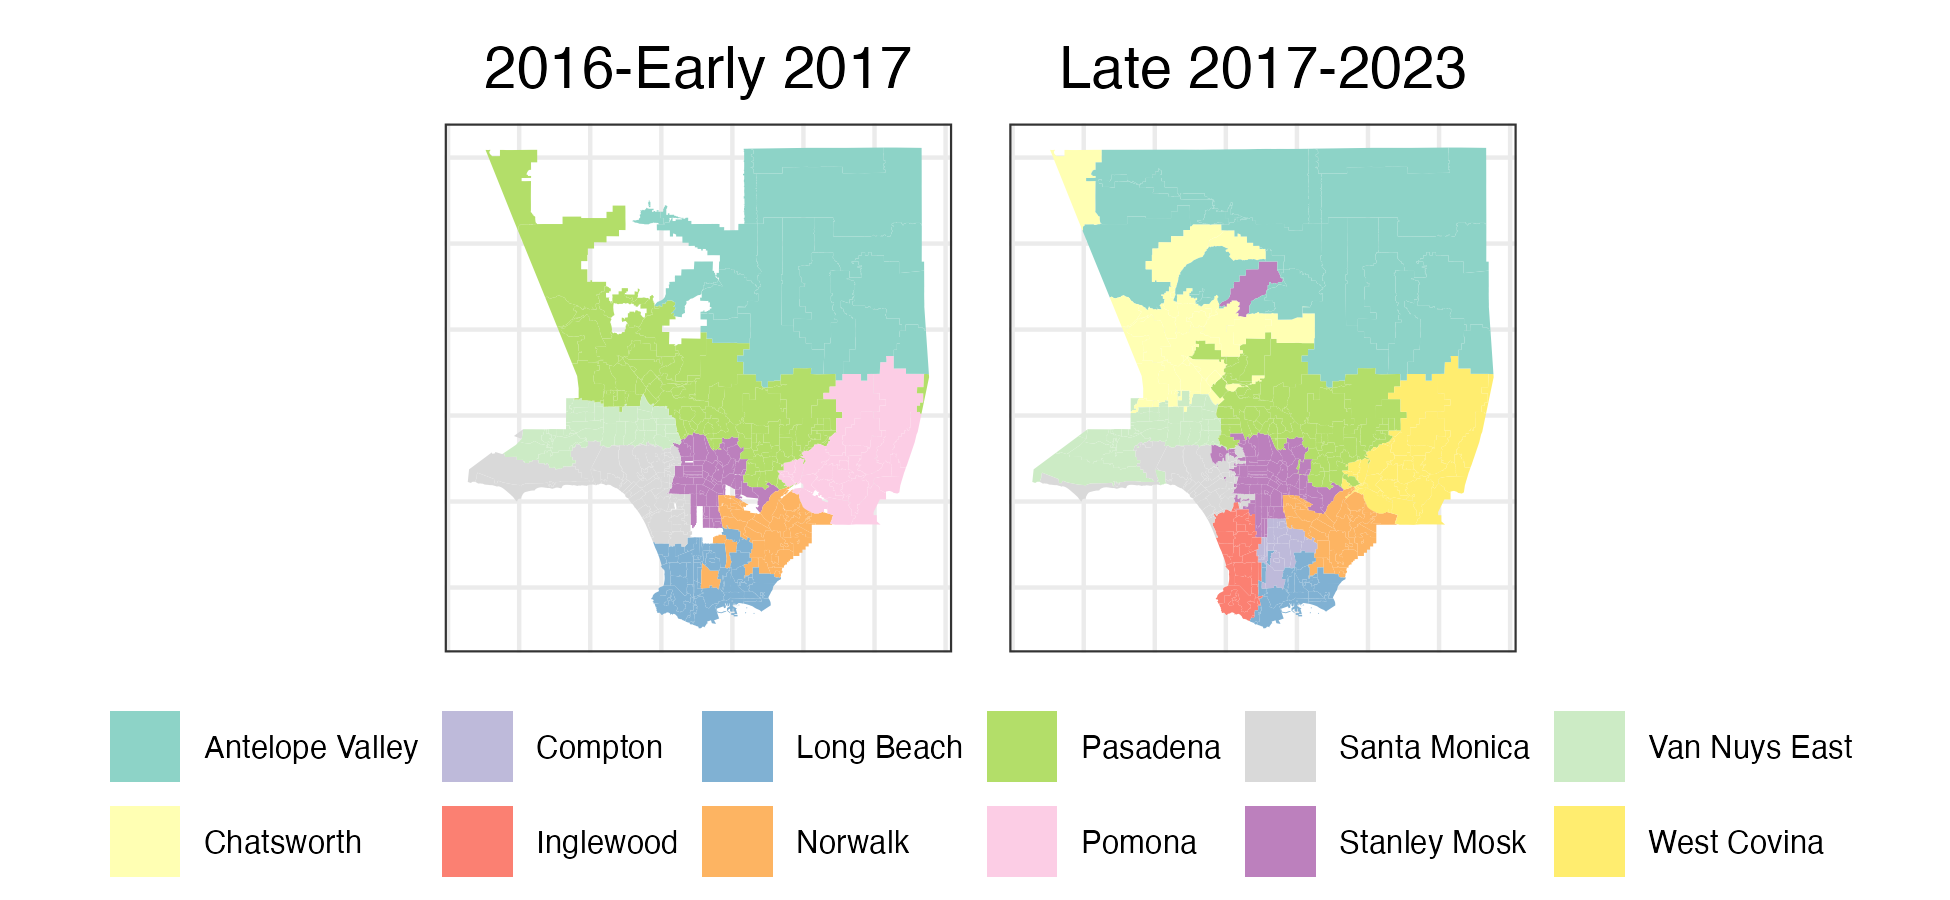 2016-Early 2017
Late 2017-2023
Antelope Valley
Compton
Long Beach
Pasadena
Santa Monica
Van Nuys East
Chatsworth
Inglewood
Norwalk
Pomona
Stanley Mosk
West Covina